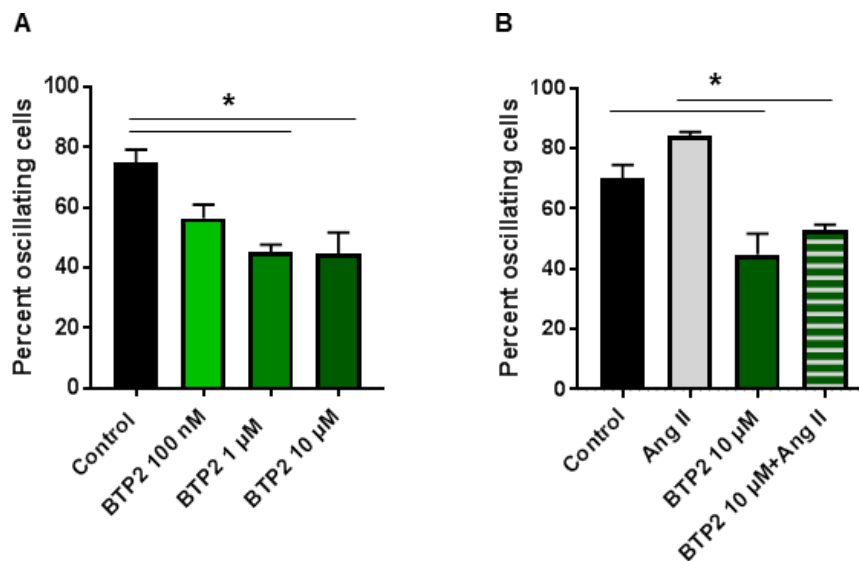 A
Percent oscillating cells
100
80
60
40
20
0
*
Control
BTP2 100 nM
BTP2 1 µM
BTP2 10 µM
B
Percent oscillating cells
100
80
60
40
20
0
*
Control
Ang II
BTP2 10 µM
BTP2 10 µM+Ang II